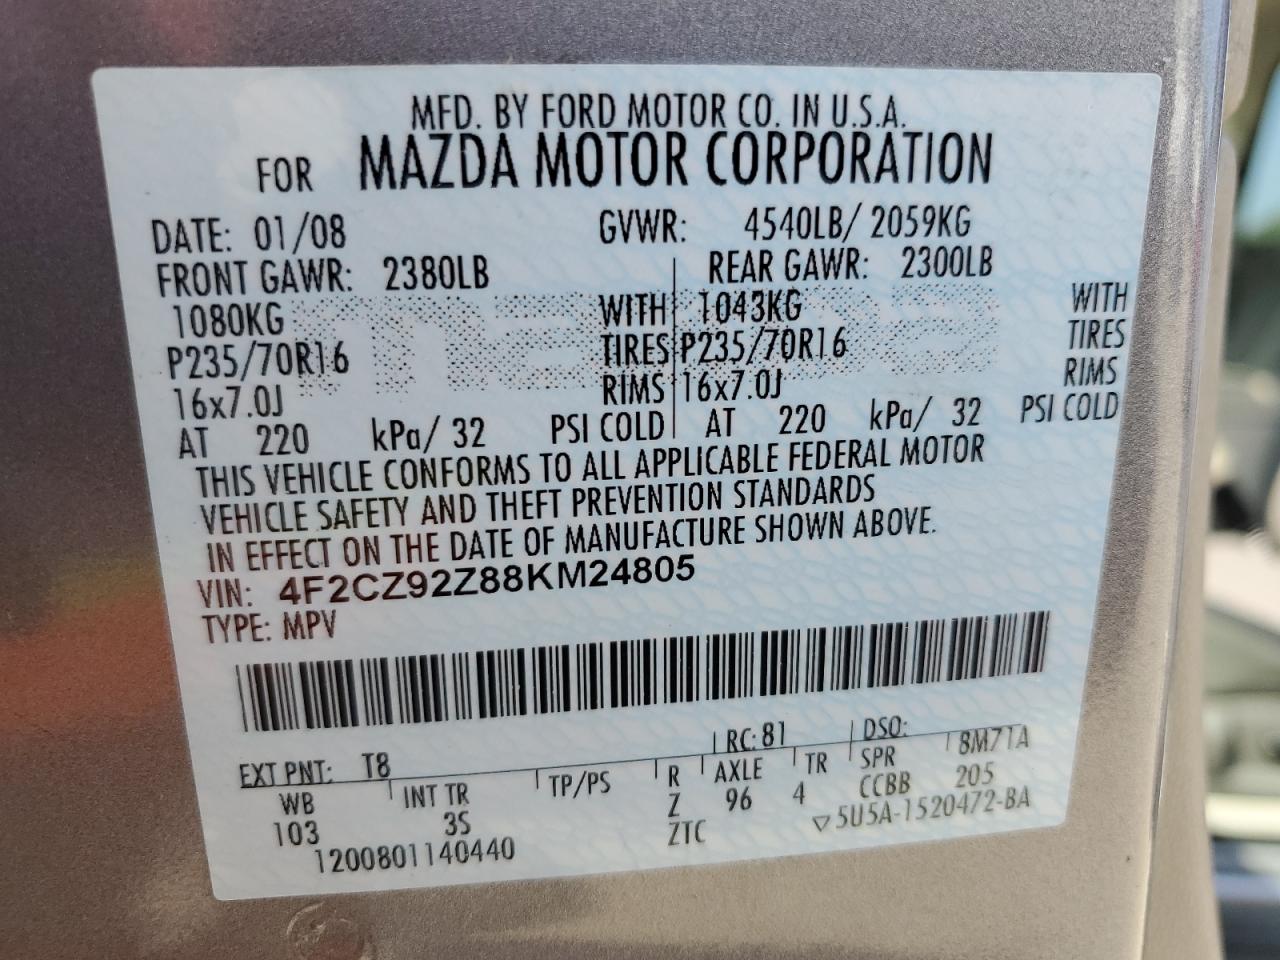 MFD. BY FORD MOTOR CO. IN U.S.A.
FOR MAZDA MOTOR CORPORATION
DATE: 01/08 GVWR: 4540LB/ 2059KG
FRONT GAWR: 2380LB REAR GAWR: 2300LB
1080KG WITH 1043KG WITH
P235/70R16 TIRES P235/70R16 TIRES
16x7.0J RIMS 16x7.0J RIMS
AT 220 kPa/ 32 PSI COLD AT 220 kPa/ 32 PSI COLD
THIS VEHICLE CONFORMS TO ALL APPLICABLE FEDERAL MOTOR
VEHICLE SAFETY AND THEFT PREVENTION STANDARDS
IN EFFECT ON THE DATE OF MANUFACTURE SHOWN ABOVE.
VIN: 4F2CZ92Z88KM24805
TYPE: MPV
EXT PNT: T8 RC: 81 DSO:
WB INT TR TP/PS R AXLE TR SPR 8M71A
103 3S Z 96 4 CCBB 205
1200801140440 ZTC ▽5U5A-1520472-BA